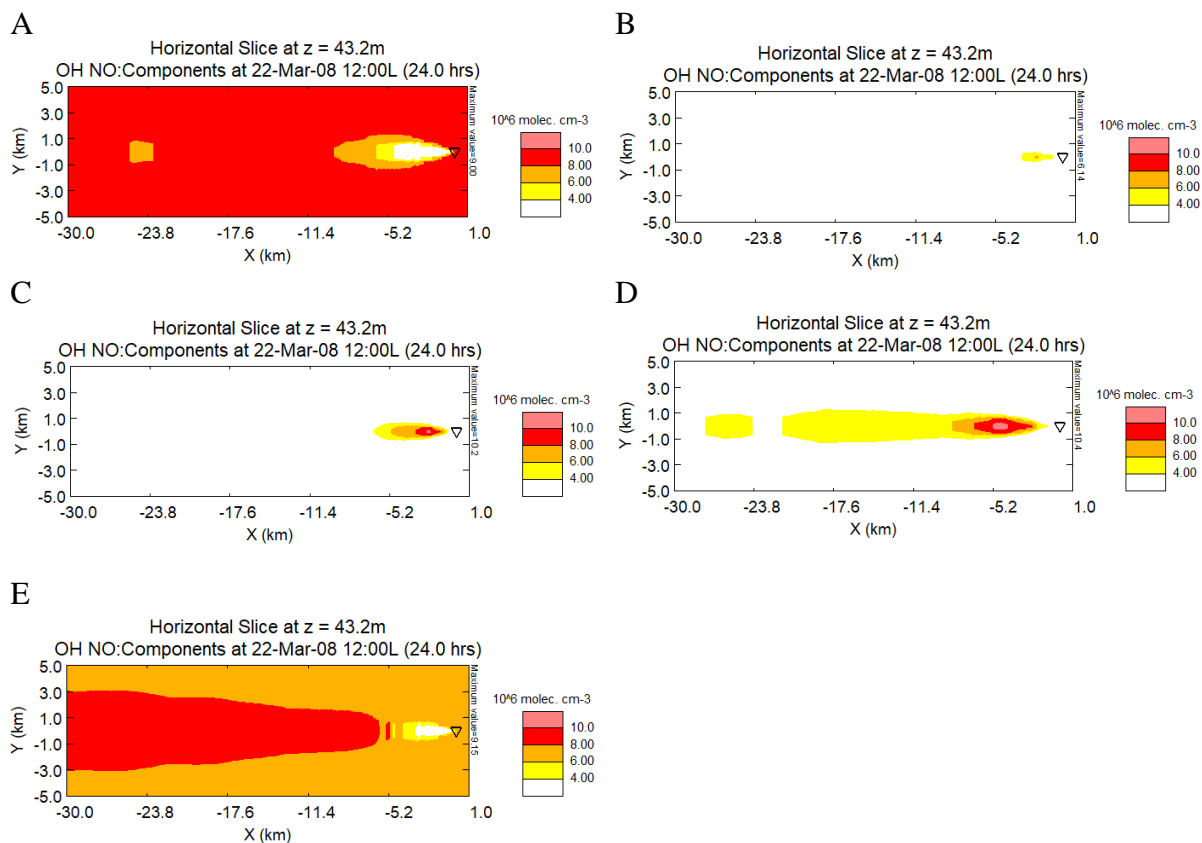 A
Horizontal Slice at z = 43.2m
OH NO:Components at 22-Mar-08 12:00L (24.0 hrs)
5.0
3.0
1.0
-1.0
-3.0
-5.0
Y (km)
-30.0 -23.8 -17.6 -11.4 -5.2 1.0
X (km)
Maximum value=9.00
10^6 molec. cm-3
10.0
8.00
6.00
4.00
B
Horizontal Slice at z = 43.2m
OH NO:Components at 22-Mar-08 12:00L (24.0 hrs)
5.0
3.0
1.0
-1.0
-3.0
-5.0
Y (km)
-30.0 -23.8 -17.6 -11.4 -5.2 1.0
X (km)
Maximum value=6.14
10^6 molec. cm-3
10.0
8.00
6.00
4.00
C
Horizontal Slice at z = 43.2m
OH NO:Components at 22-Mar-08 12:00L (24.0 hrs)
5.0
3.0
1.0
-1.0
-3.0
-5.0
Y (km)
-30.0 -23.8 -17.6 -11.4 -5.2 1.0
X (km)
Maximum value=10.2
10^6 molec. cm-3
10.0
8.00
6.00
4.00
D
Horizontal Slice at z = 43.2m
OH NO:Components at 22-Mar-08 12:00L (24.0 hrs)
5.0
3.0
1.0
-1.0
-3.0
-5.0
Y (km)
-30.0 -23.8 -17.6 -11.4 -5.2 1.0
X (km)
Maximum value=10.4
10^6 molec. cm-3
10.0
8.00
6.00
4.00
E
Horizontal Slice at z = 43.2m
OH NO:Components at 22-Mar-08 12:00L (24.0 hrs)
5.0
3.0
1.0
-1.0
-3.0
-5.0
Y (km)
-30.0 -23.8 -17.6 -11.4 -5.2 1.0
X (km)
Maximum value=9.15
10^6 molec. cm-3
10.0
8.00
6.00
4.00